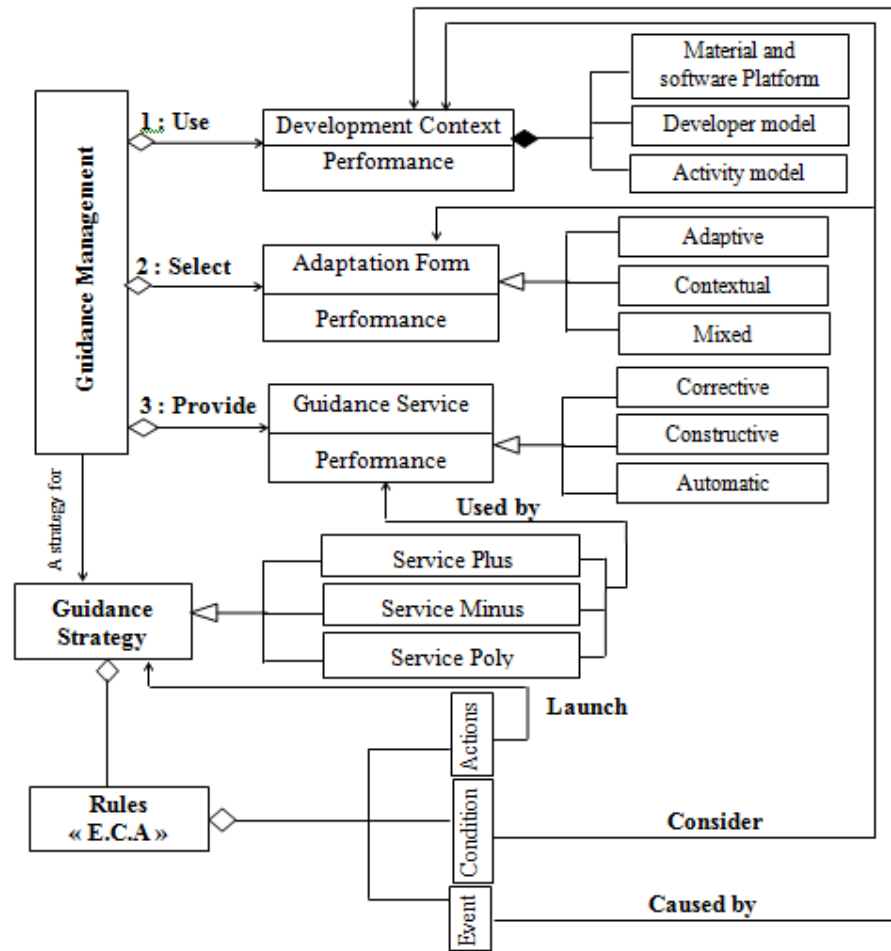 Guidance Management
1 : Use
Development Context
Performance
Material and
software Platform
Developer model
Activity model
2 : Select
Adaptation Form
Performance
Adaptive
Contextual
Mixed
3 : Provide
Guidance Service
Performance
Corrective
Constructive
Automatic
A strategy for
Used by
Guidance
Strategy
Service Plus
Service Minus
Service Poly
Launch
Rules
« E.C.A »
Actions
Condition
Event
Consider
Caused by